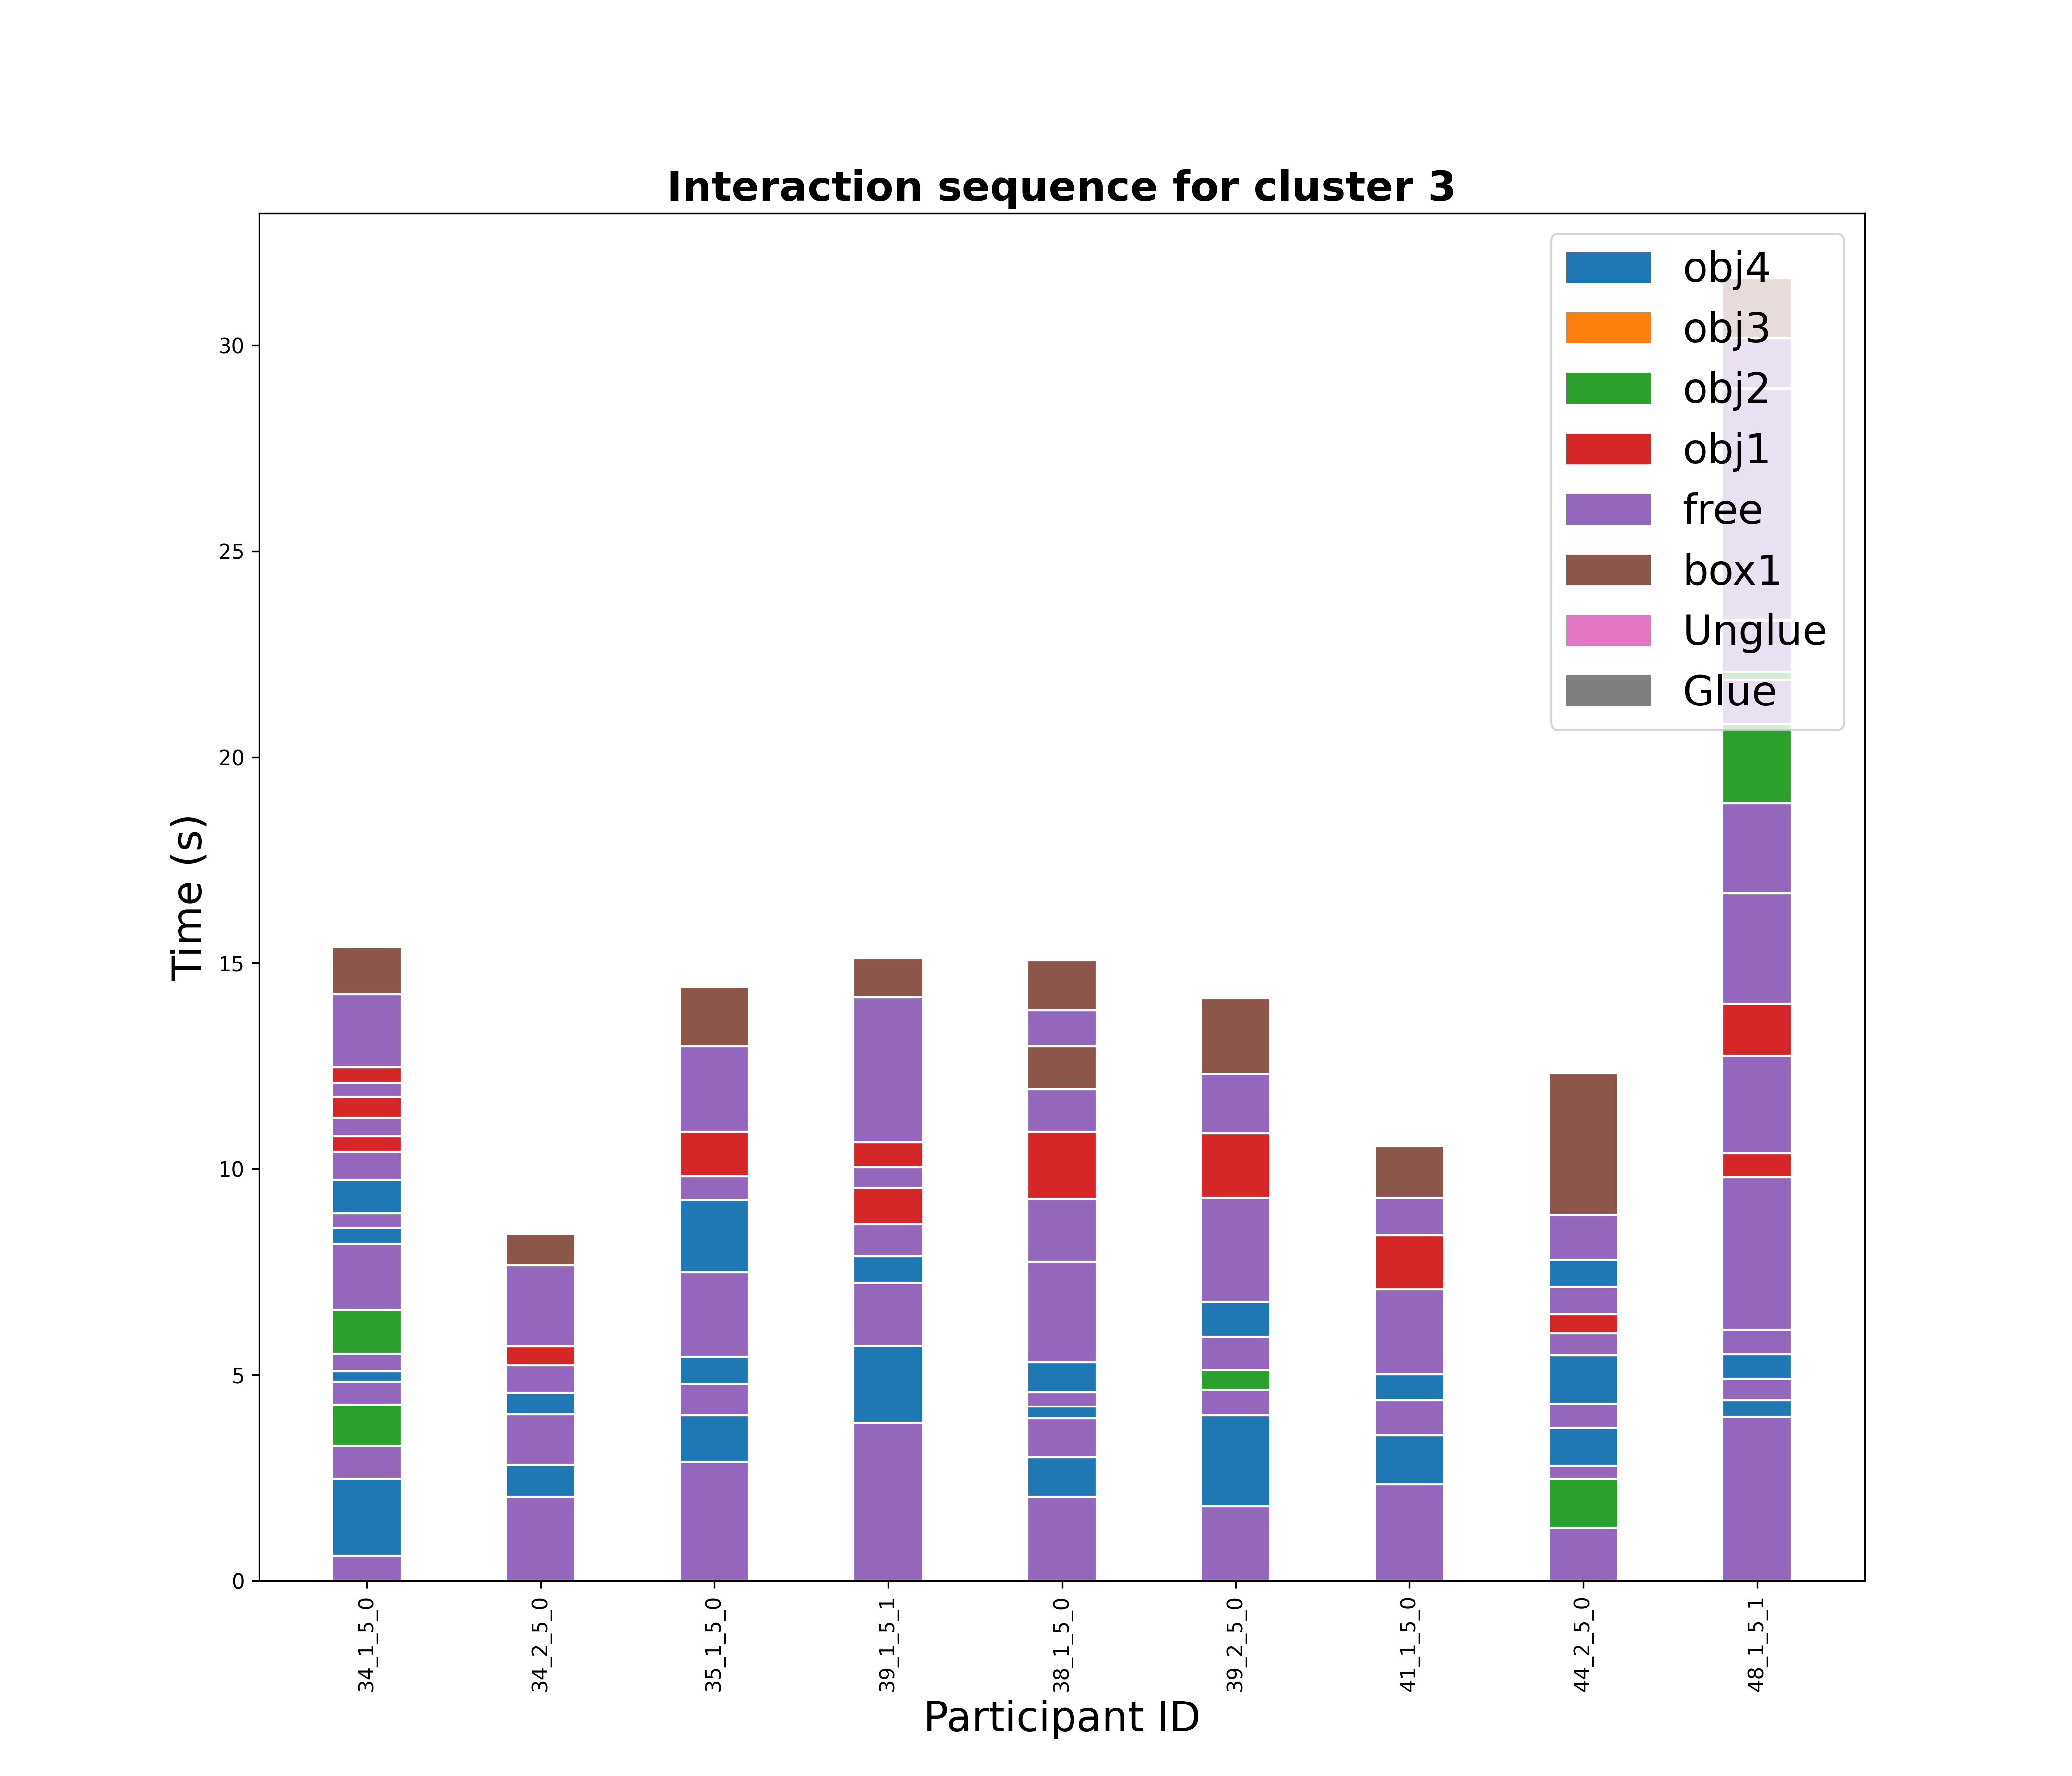 Interaction sequence for cluster 3
obj4
obj3
obj2
obj1
free
box1
Unglue
Glue
Time (s)
30
25
20
15
10
5
0
34_1_5_0
34_2_5_0
35_1_5_0
39_1_5_1
38_1_5_0
39_2_5_0
41_1_5_0
44_2_5_0
48_1_5_1
Participant ID